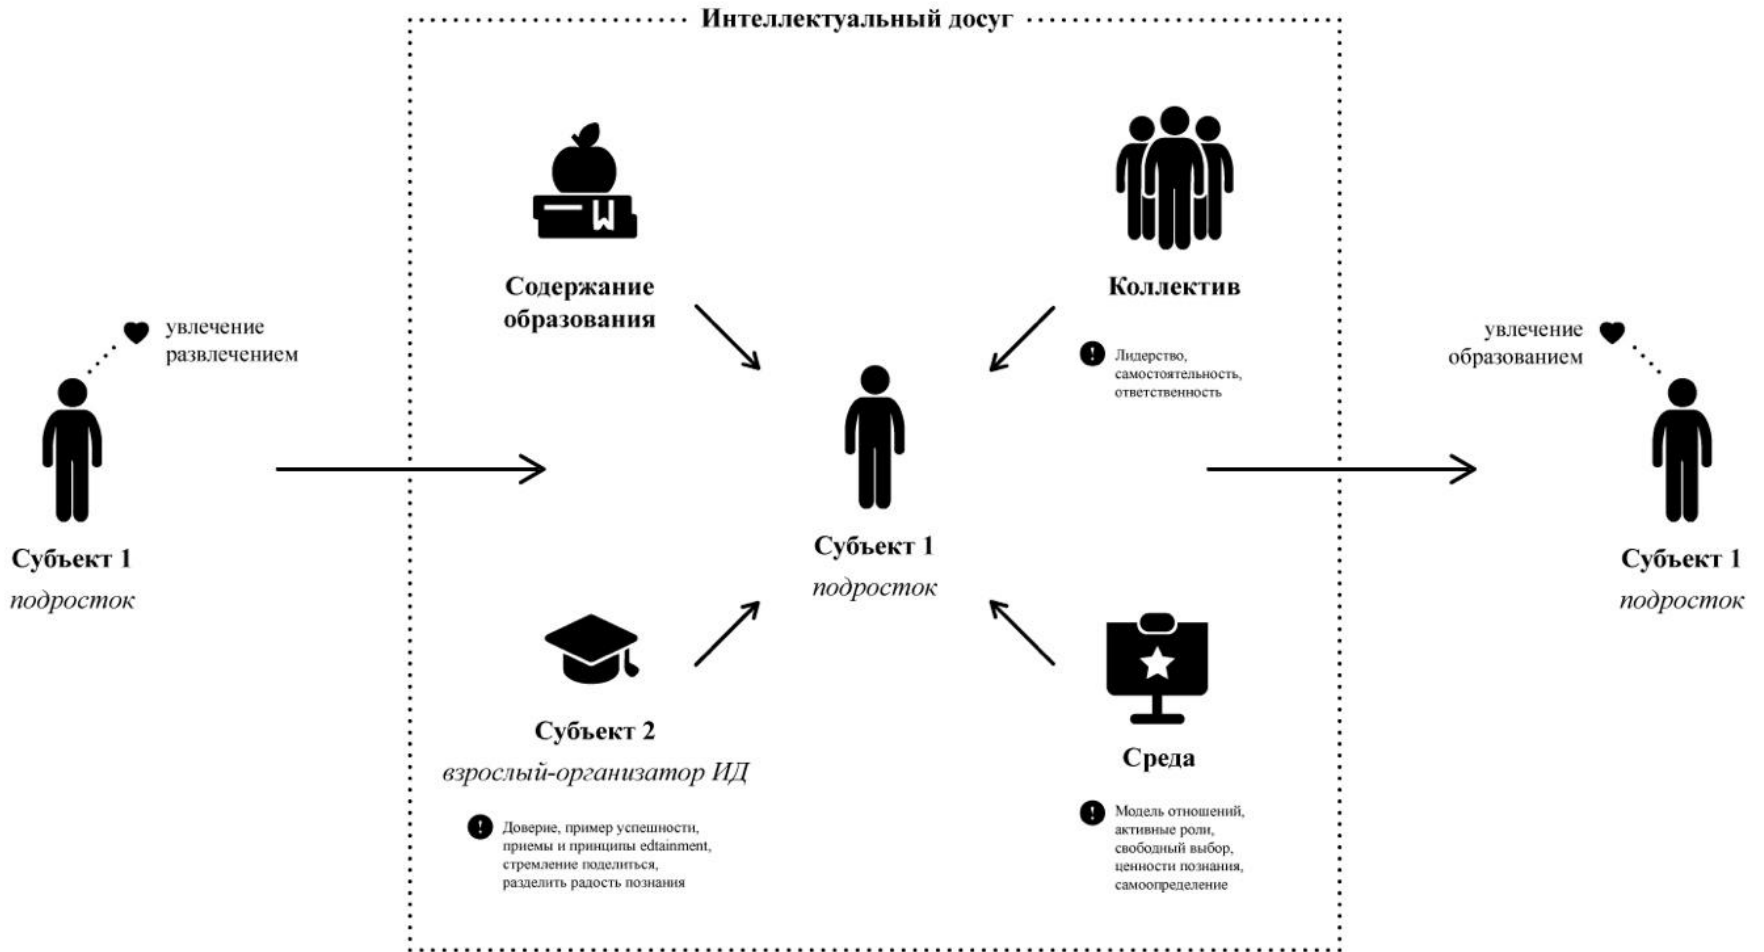 Интеллектуальный досуг
увлечение
развлечением
Субъект 1
подросток
Содержание
образования
Коллектив
Лидерство,
самостоятельность,
ответственность
Субъект 1
подросток
Субъект 2
взрослый-организатор ИД
Доверие, пример успешности,
приемы и принципы edtainment,
стремление поделиться,
разделить радость познания
Среда
Модель отношений,
активные роли,
свободный выбор,
ценности познания,
самоопределение
увлечение
образованием
Субъект 1
подросток